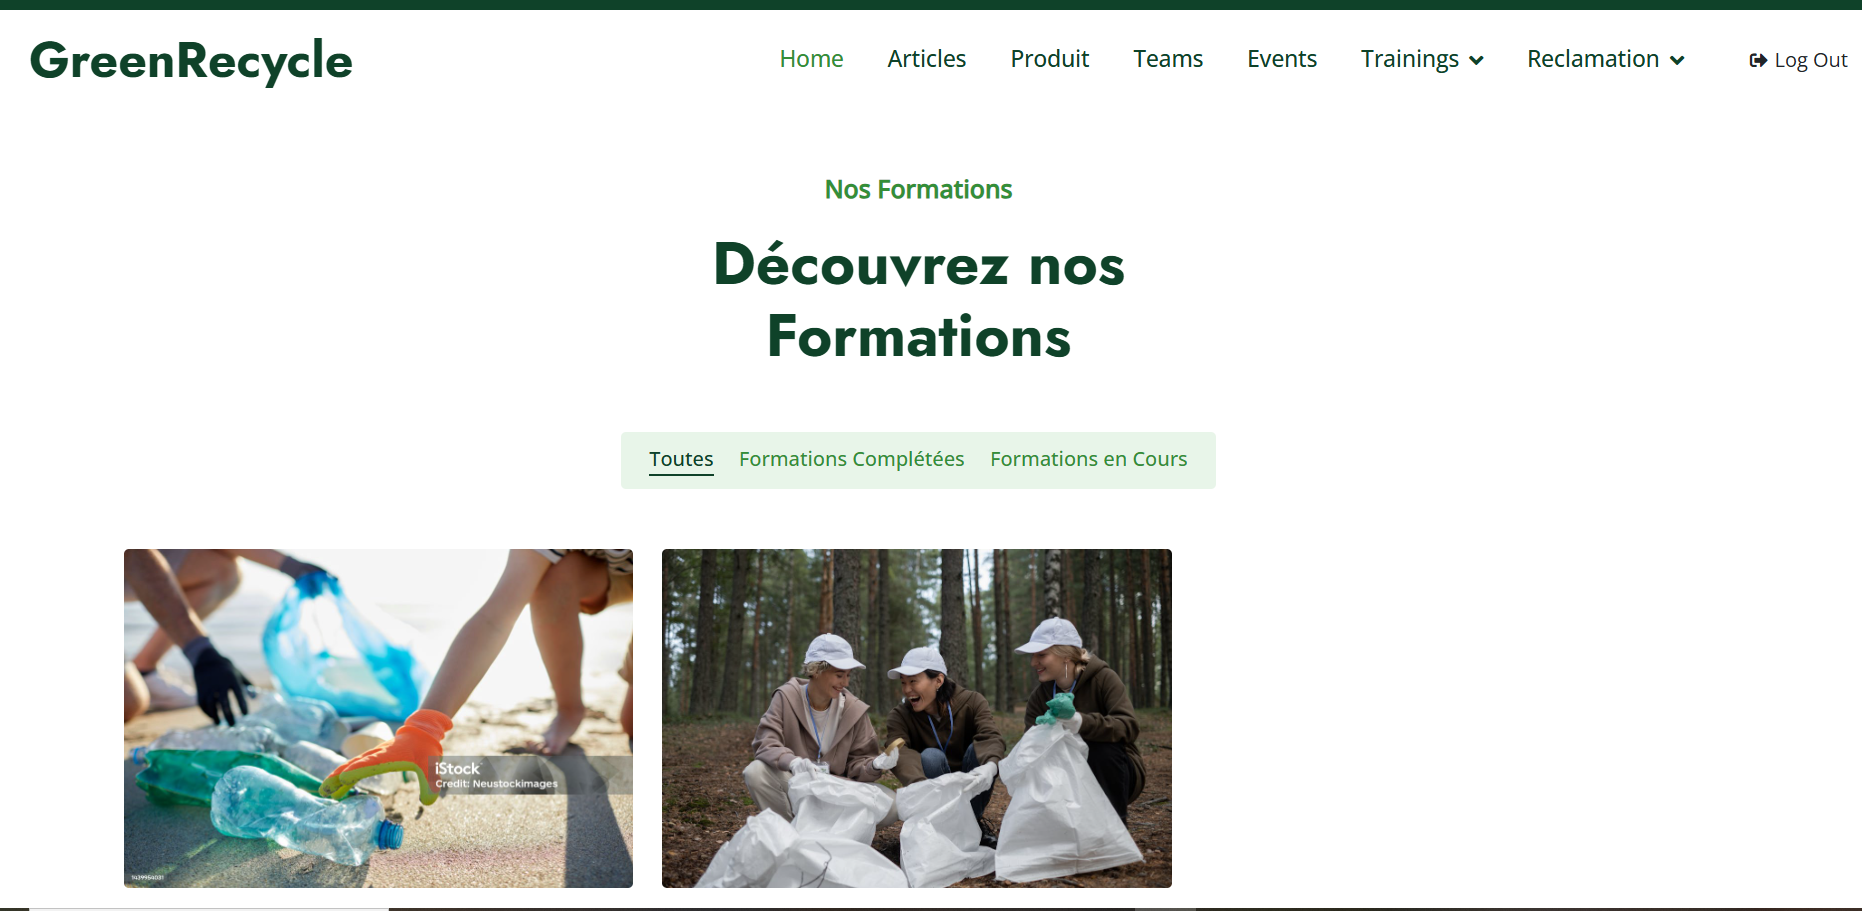 GreenRecycle
Home Articles Produit Teams Events Trainings Reclamation Log Out
Nos Formations
Découvrez nos
Formations
Toutes Formations Complétées Formations en Cours
iStock
Credit: Neustockimages
1439954001